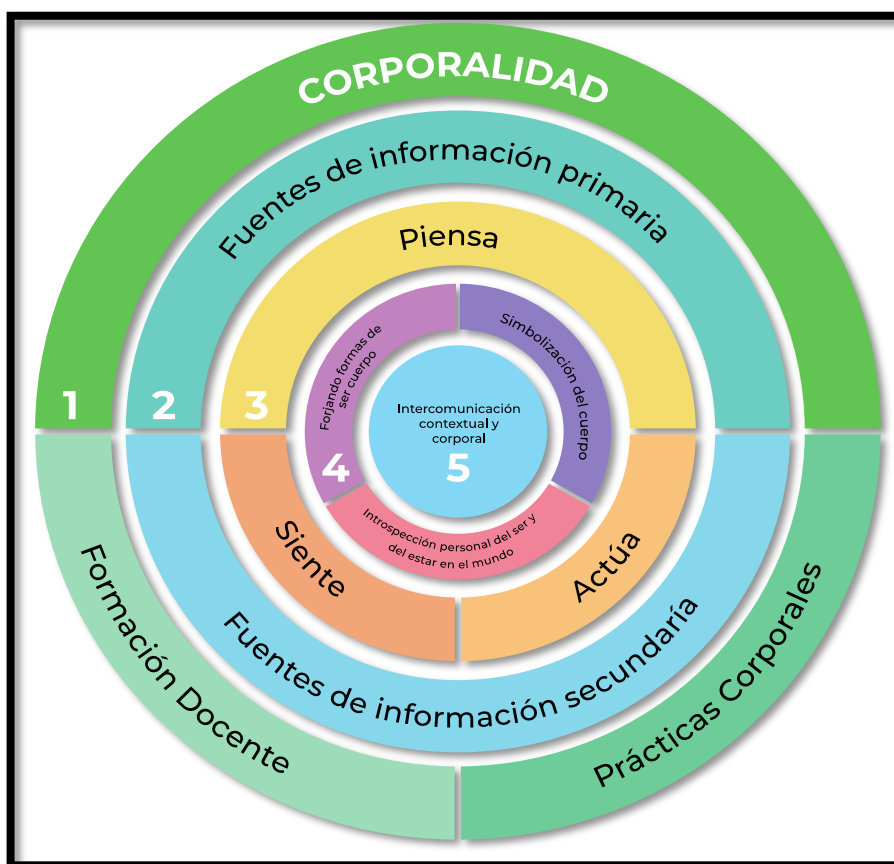 CORPORALIDAD
Fuentes de información primaria
Piensa
Forjando formas de
ser cuerpo
Simbolización del cuerpo
Intercomunicación
contextual y
corporal
1
2
3
4
5
Introspección personal del ser y
del estar en el mundo
Siente
Actúa
Fuentes de información secundaría
Formación Docente
Prácticas Corporales